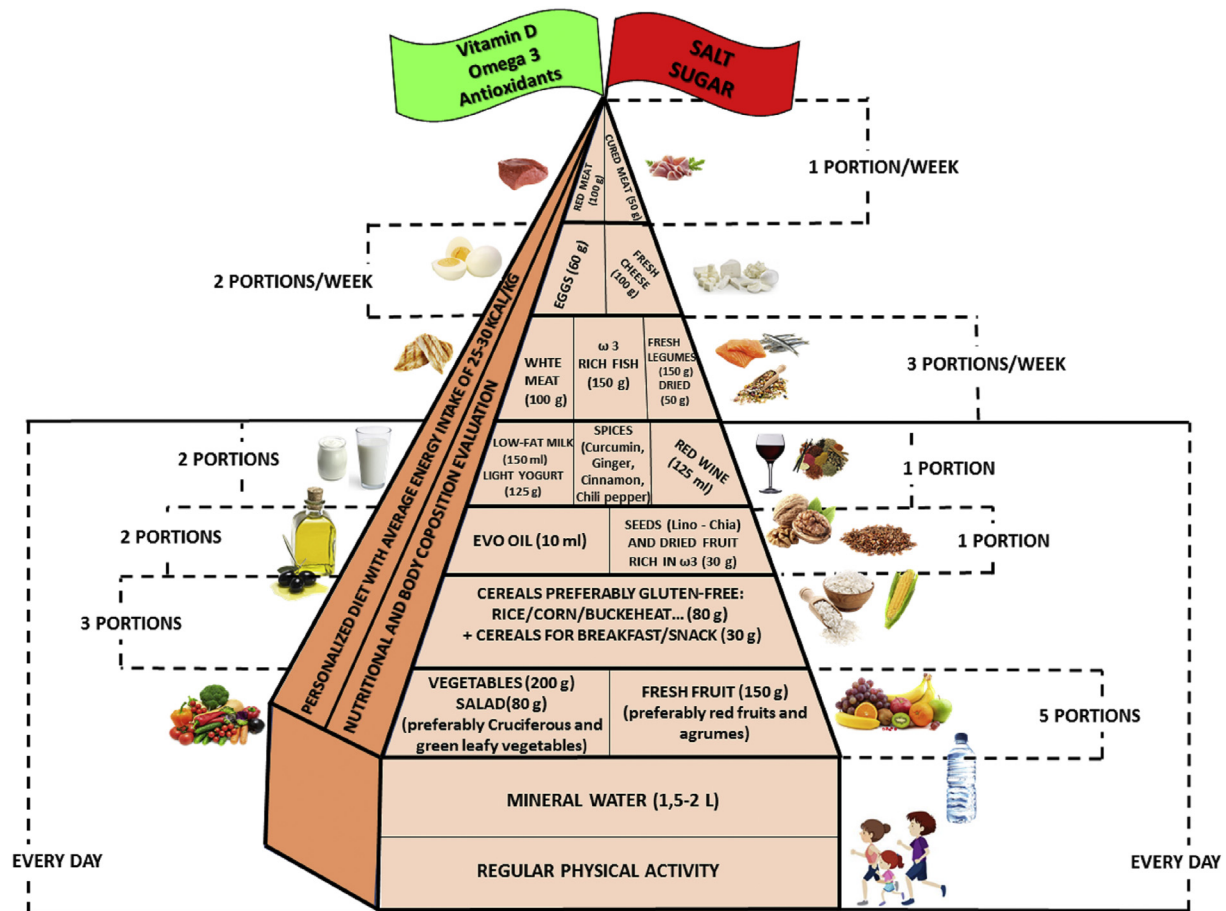 Vitamin D
Omega 3
Antioxidants
SALT
SUGAR
1 PORTION/WEEK
RED MEAT
(100 g)
CURED MEAT
(50 g)
2 PORTIONS/WEEK
EGGS (60 g)
FRESH
CHEESE
(100 g)
3 PORTIONS/WEEK
WHTE
MEAT
(100 g)
ω 3
RICH FISH
(150 g)
FRESH
LEGUMES
(150 g)
DRIED
(50 g)
2 PORTIONS
LOW-FAT MILK
(150 ml)
LIGHT YOGURT
(125 g)
SPICES
(Curcumin,
Ginger,
Cinnamon,
Chili pepper)
RED WINE
(125 ml)
1 PORTION
2 PORTIONS
EVO OIL (10 ml)
SEEDS (Lino - Chia)
AND DRIED FRUIT
RICH IN ω3 (30 g)
1 PORTION
3 PORTIONS
CEREALS PREFERABLY GLUTEN-FREE:
RICE/CORN/BUCKEHEAT... (80 g)
+ CEREALS FOR BREAKFAST/SNACK (30 g)
VEGETABLES (200 g)
SALAD(80 g)
(preferably Cruciferous and
green leafy vegetables)
FRESH FRUIT (150 g)
(preferably red fruits and
agrumes)
5 PORTIONS
PERSONALIZED DIET WITH AVERAGE ENERGY INTAKE OF 25-30 KCAL/KG
NUTRITIONAL AND BODY COPOSITION EVALUATION
MINERAL WATER (1,5-2 L)
REGULAR PHYSICAL ACTIVITY
EVERY DAY
EVERY DAY